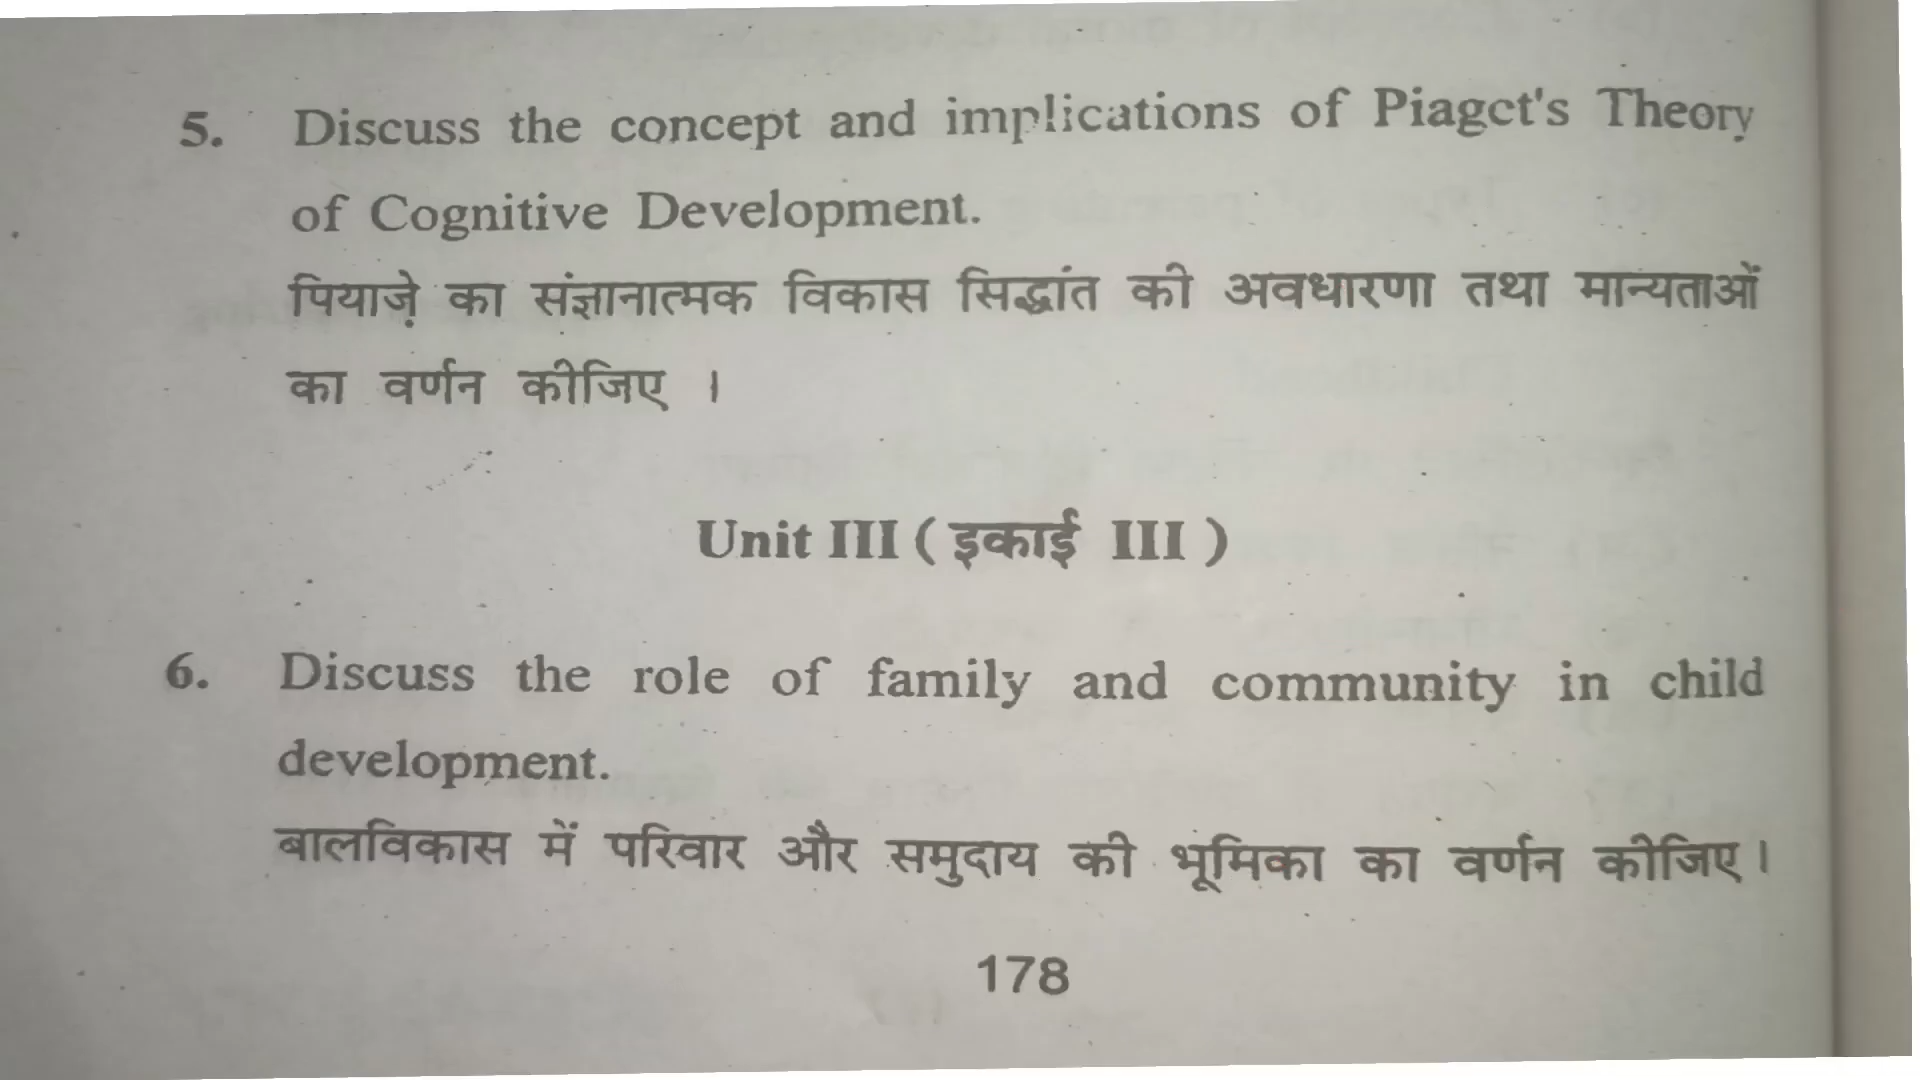 5. Discuss the concept and implications of Piagct's Theory
of Cognitive Development.
पियाज़े का संज्ञानात्मक विकास सिद्धांत की अवधारणा तथा मान्यताओं
का वर्णन कीजिए ।
Unit III ( इकाई III )
6. Discuss the role of family and community in child
development.
बालविकास में परिवार और समुदाय की भूमिका का वर्णन कीजिए।
178